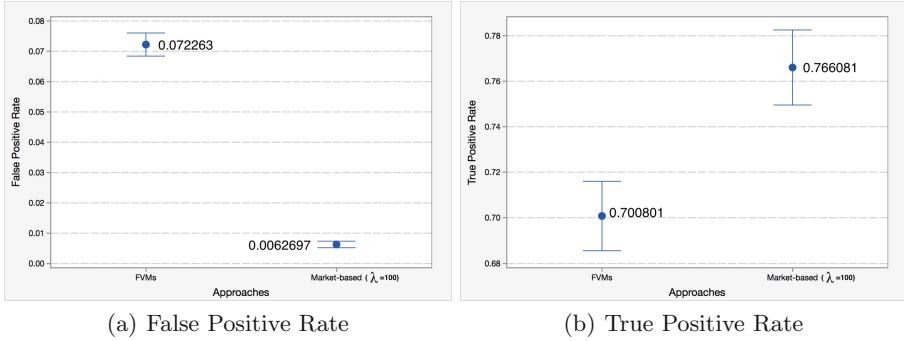 0.08
0.07
0.06
0.05
0.04
0.03
0.02
0.01
0.00
False Positive Rate
0.072263
0.0062697
FVMs
Market-based ( λ =100)
Approaches
(a) False Positive Rate
0.78
0.76
0.74
0.72
0.70
0.68
True Positive Rate
0.766081
0.700801
FVMs
Market-based ( λ =100)
Approaches
(b) True Positive Rate